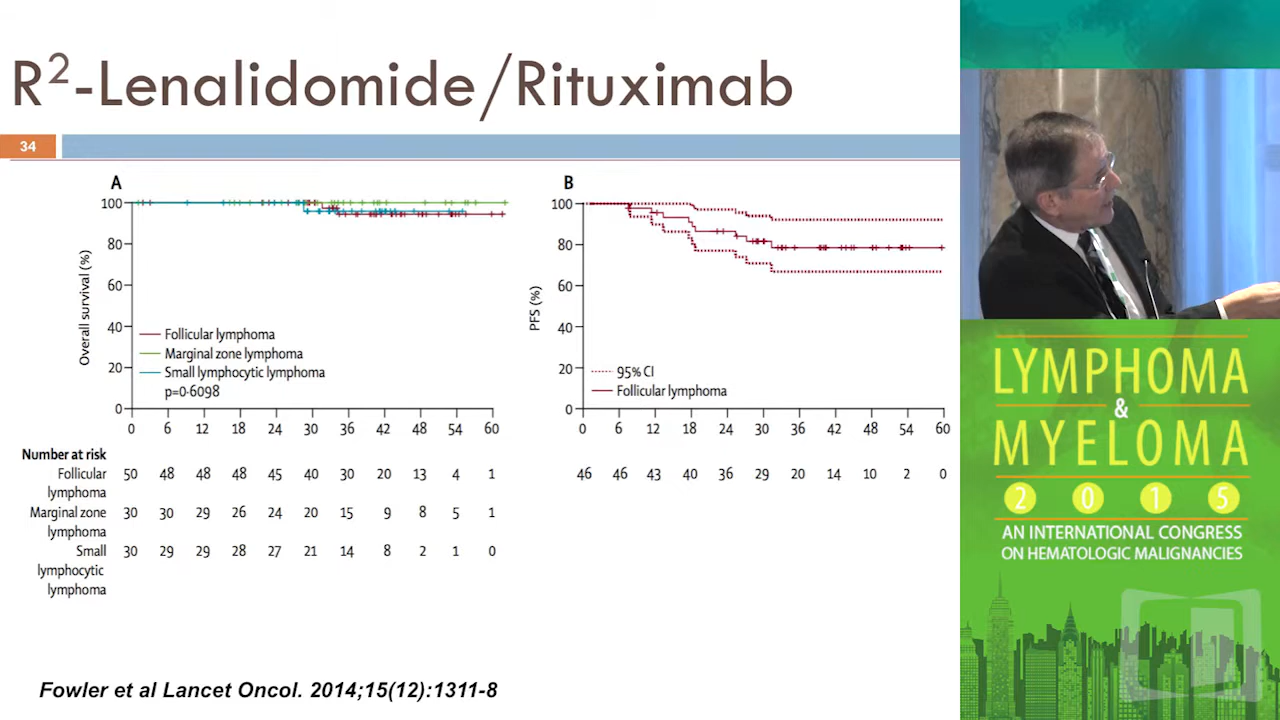 R²-Lenalidomide/Rituximab
34
A
100
80
60
40
20
0
Overall survival (%)
Follicular lymphoma
Marginal zone lymphoma
Small lymphocytic lymphoma
p=0·6098
0 6 12 18 24 30 36 42 48 54 60
B
100
80
60
40
20
0
PFS (%)
95% CI
Follicular lymphoma
0 6 12 18 24 30 36 42 48 54 60
Number at risk
Follicular 50 48 48 48 45 40 30 20 13 4 1
lymphoma
Marginal zone 30 30 29 26 24 20 15 9 8 5 1
lymphoma
Small 30 29 29 28 27 21 14 8 2 1 0
lymphocytic
lymphoma
46 46 43 40 36 29 20 14 10 2 0
Fowler et al Lancet Oncol. 2014;15(12):1311-8
LYMPHOMA
&
MYELOMA
2 0 1 5
AN INTERNATIONAL CONGRESS
ON HEMATOLOGIC MALIGNANCIES